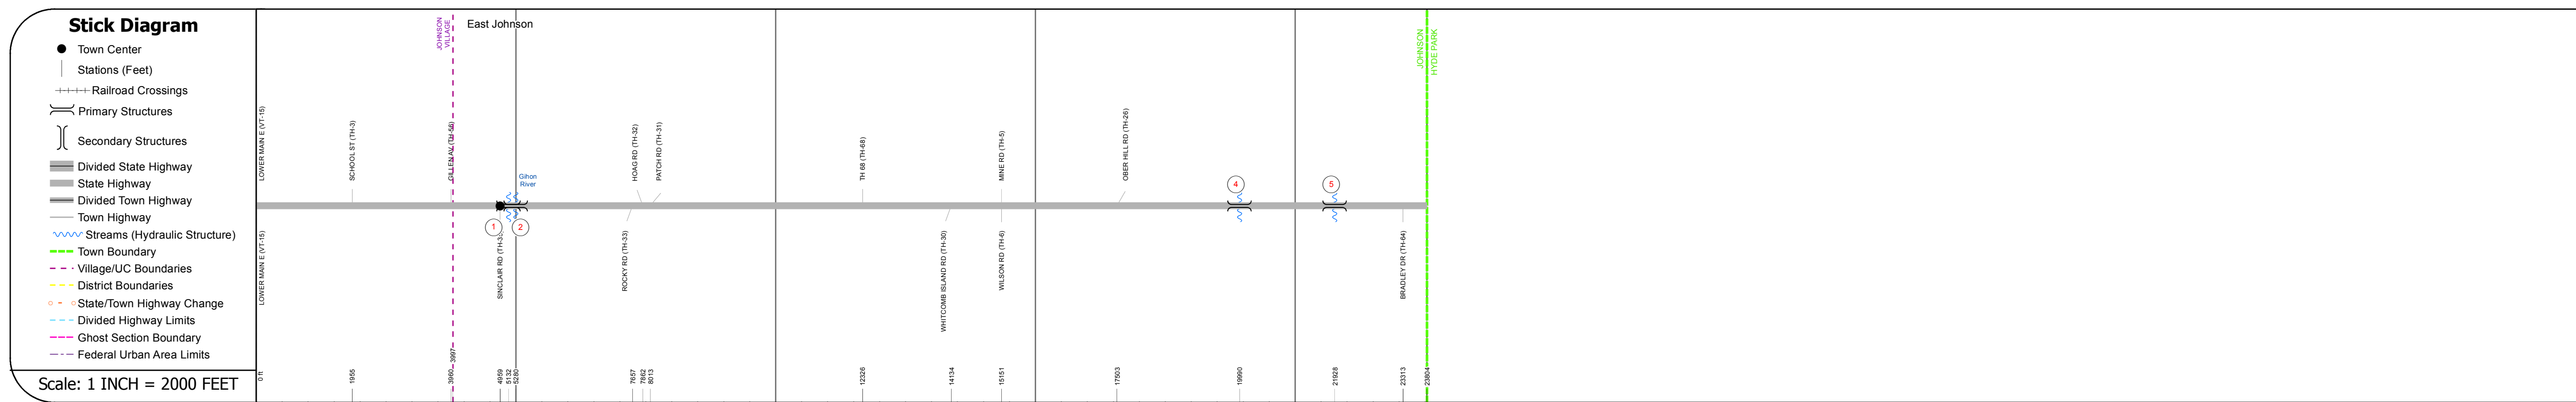 Stick Diagram
Town Center
Stations (Feet)
Railroad Crossings
Primary Structures
Secondary Structures
Divided State Highway
State Highway
Divided Town Highway
Town Highway
Streams (Hydraulic Structure)
Town Boundary
Village/UC Boundaries
District Boundaries
State/Town Highway Change
Divided Highway Limits
Ghost Section Boundary
Federal Urban Area Limits
Scale: 1 INCH = 2000 FEET
JOHNSON
VILLAGE
East Johnson
JOHNSON
HYDE PARK
LOWER MAIN E (VT-15)
SCHOOL ST (TH-3)
GILLEN AV (TH-56)
HOAG RD (TH-32)
PATCH RD (TH-31)
TH 68 (TH-68)
MINE RD (TH-5)
OBER HILL RD (TH-26)
Gihon
River
4
5
1
2
LOWER MAIN E (VT-15)
SINCLAIR RD (TH-3
ROCKY RD (TH-33)
WHITCOMB ISLAND RD (TH-30)
WILSON RD (TH-6)
BRADLEY DR (TH-64)
0 ft
1955
3960
3997
4959
5132
5280
7657
7862
8013
12326
14134
15151
17503
19990
21928
23313
23804